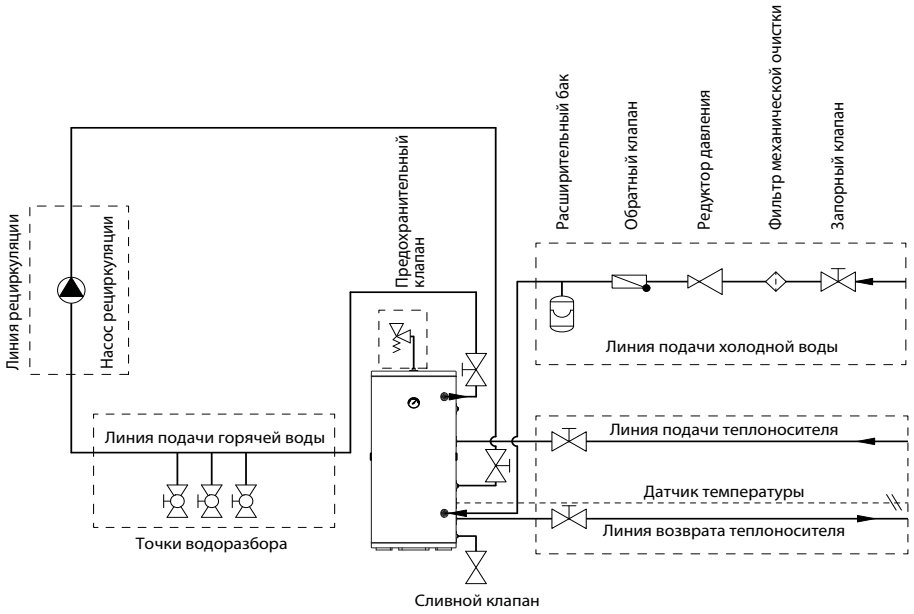 Линия рециркуляции
Насос рециркуляции
Предохранительный
клапан
Расширительный бак
Обратный клапан
Редуктор давления
Фильтр механической очистки
Запорный клапан
Линия подачи холодной воды
Линия подачи горячей воды
Точки водоразбора
Линия подачи теплоносителя
Датчик температуры
Линия возврата теплоносителя
Сливной клапан